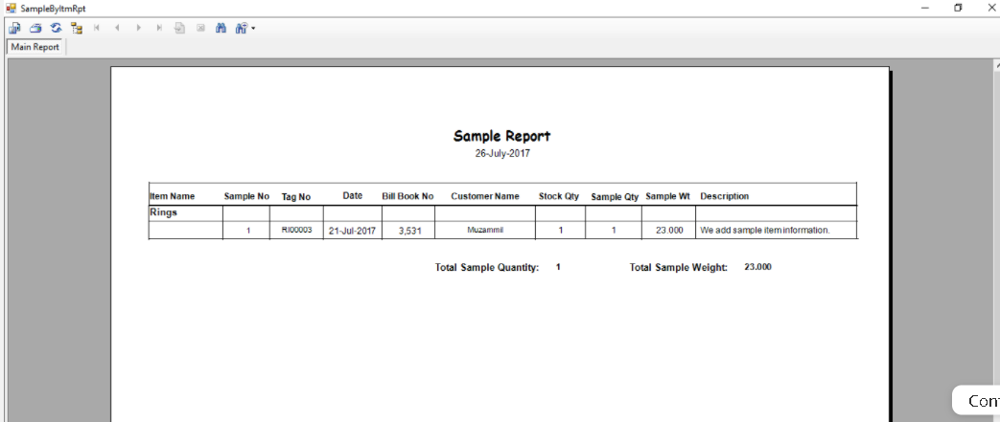 SampleByItmRpt
Main Report
Sample Report
26-July-2017
Item Name Sample No Tag No Date Bill Book No Customer Name Stock Qty Sample Qty Sample Wt Description
Rings
1 RI00003 21-Jul-2017 3,531 Muzammil 1 1 23.000 We add sample item information.
Total Sample Quantity: 1 Total Sample Weight: 23.000